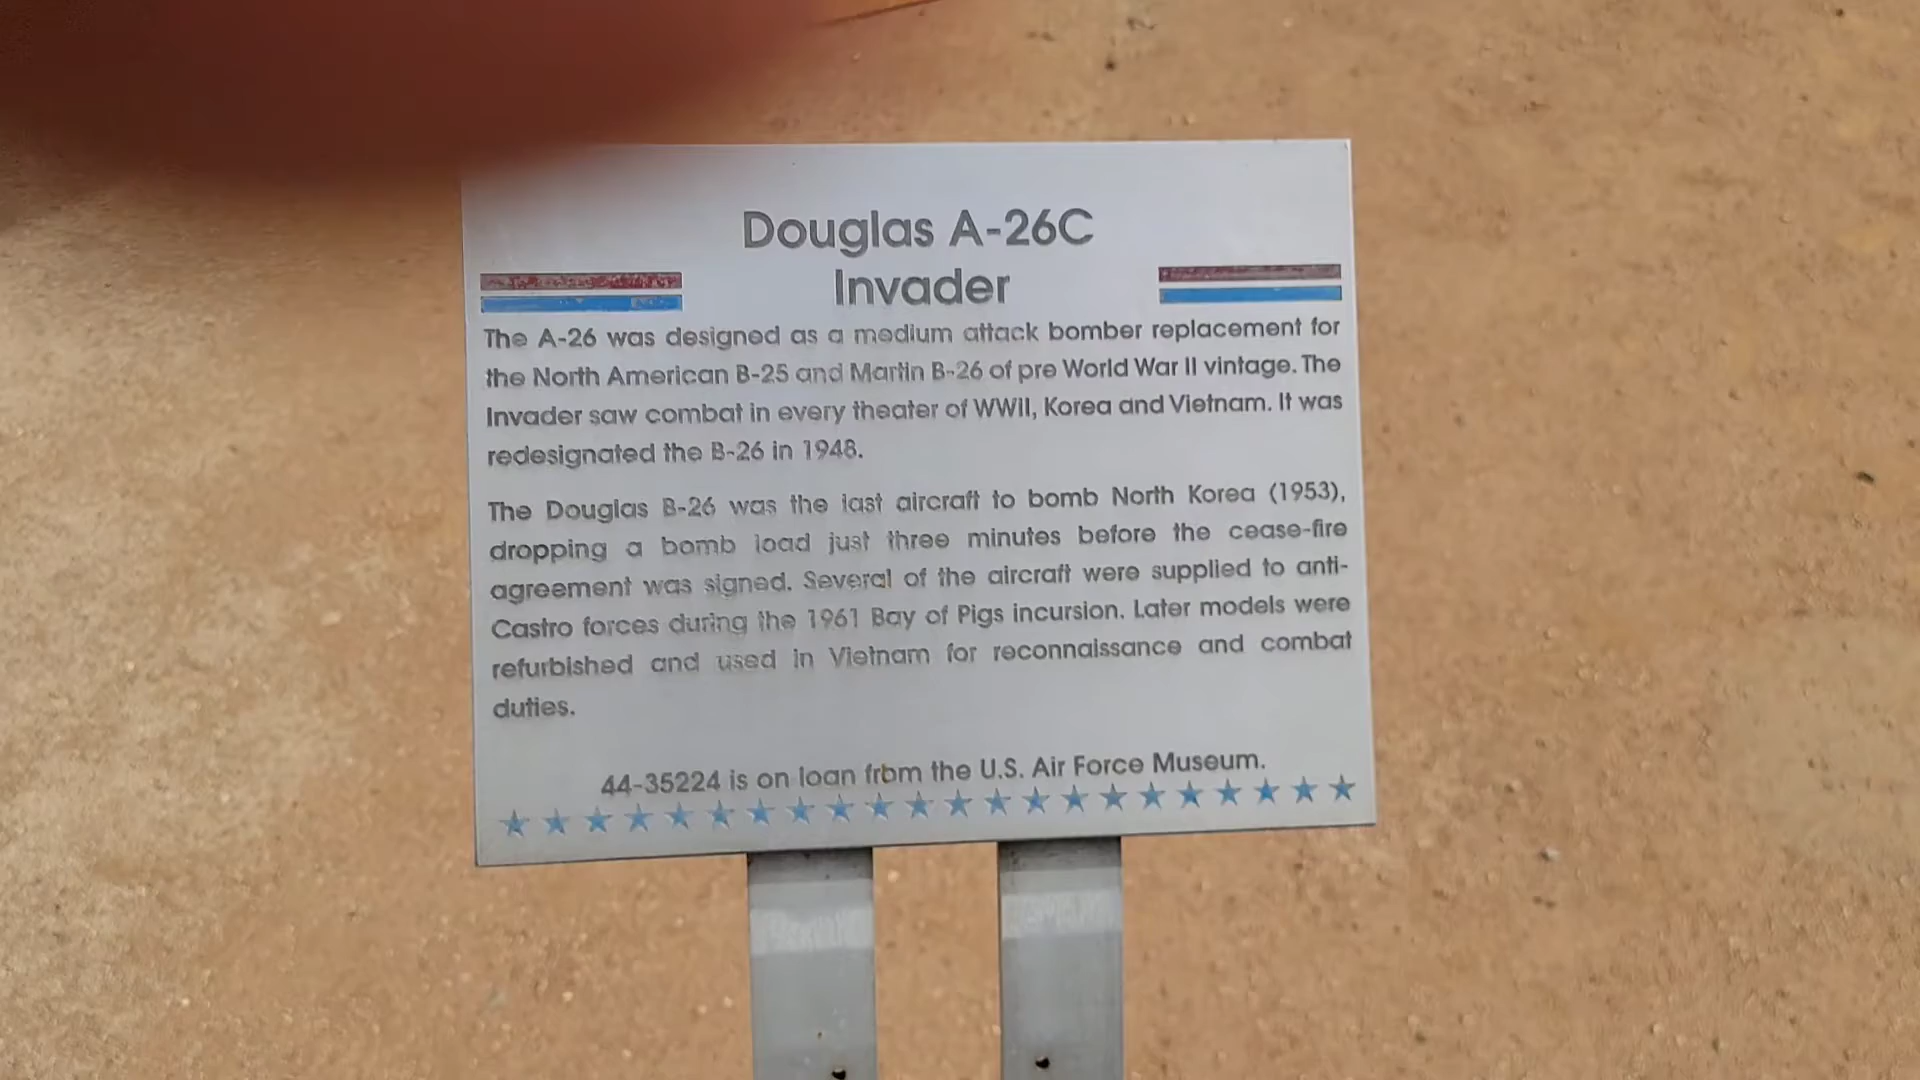 Douglas A-26C
Invader
The A-26 was designed as a medium attack bomber replacement for
the North American B-25 and Martin B-26 of pre World War II vintage. The
Invader saw combat in every theater of WWII, Korea and Vietnam. It was
redesignated the B-26 in 1948.
The Douglas B-26 was the last aircraft to bomb North Korea (1953),
dropping a bomb load just three minutes before the cease-fire
agreement was signed. Several of the aircraft were supplied to anti-
Castro forces during the 1961 Bay of Pigs incursion. Later models were
refurbished and used in Vietnam for reconnaissance and combat
duties.
44-35224 is on loan from the U.S. Air Force Museum.